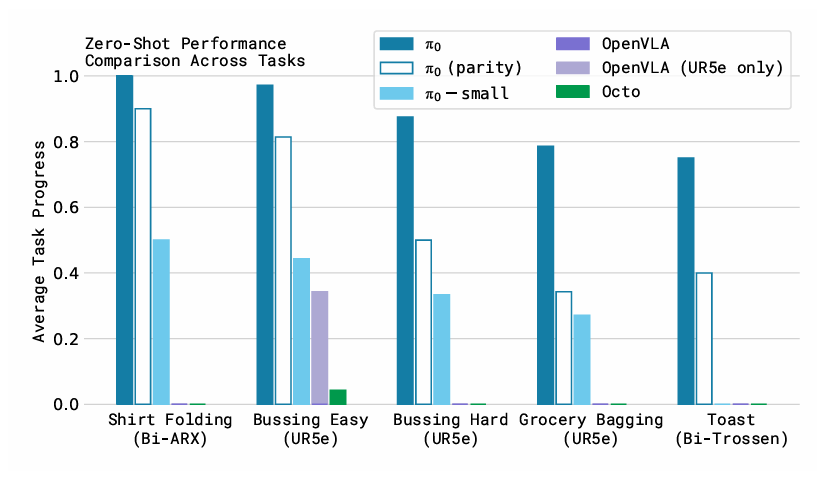 Zero-Shot Performance
Comparison Across Tasks
π₀
π₀ (parity)
π₀ – small
OpenVLA
OpenVLA (UR5e only)
Octo
Average Task Progress
1.0
0.8
0.6
0.4
0.2
0.0
Shirt Folding
(Bi-ARX)
Bussing Easy
(UR5e)
Bussing Hard
(UR5e)
Grocery Bagging
(UR5e)
Toast
(Bi-Trossen)